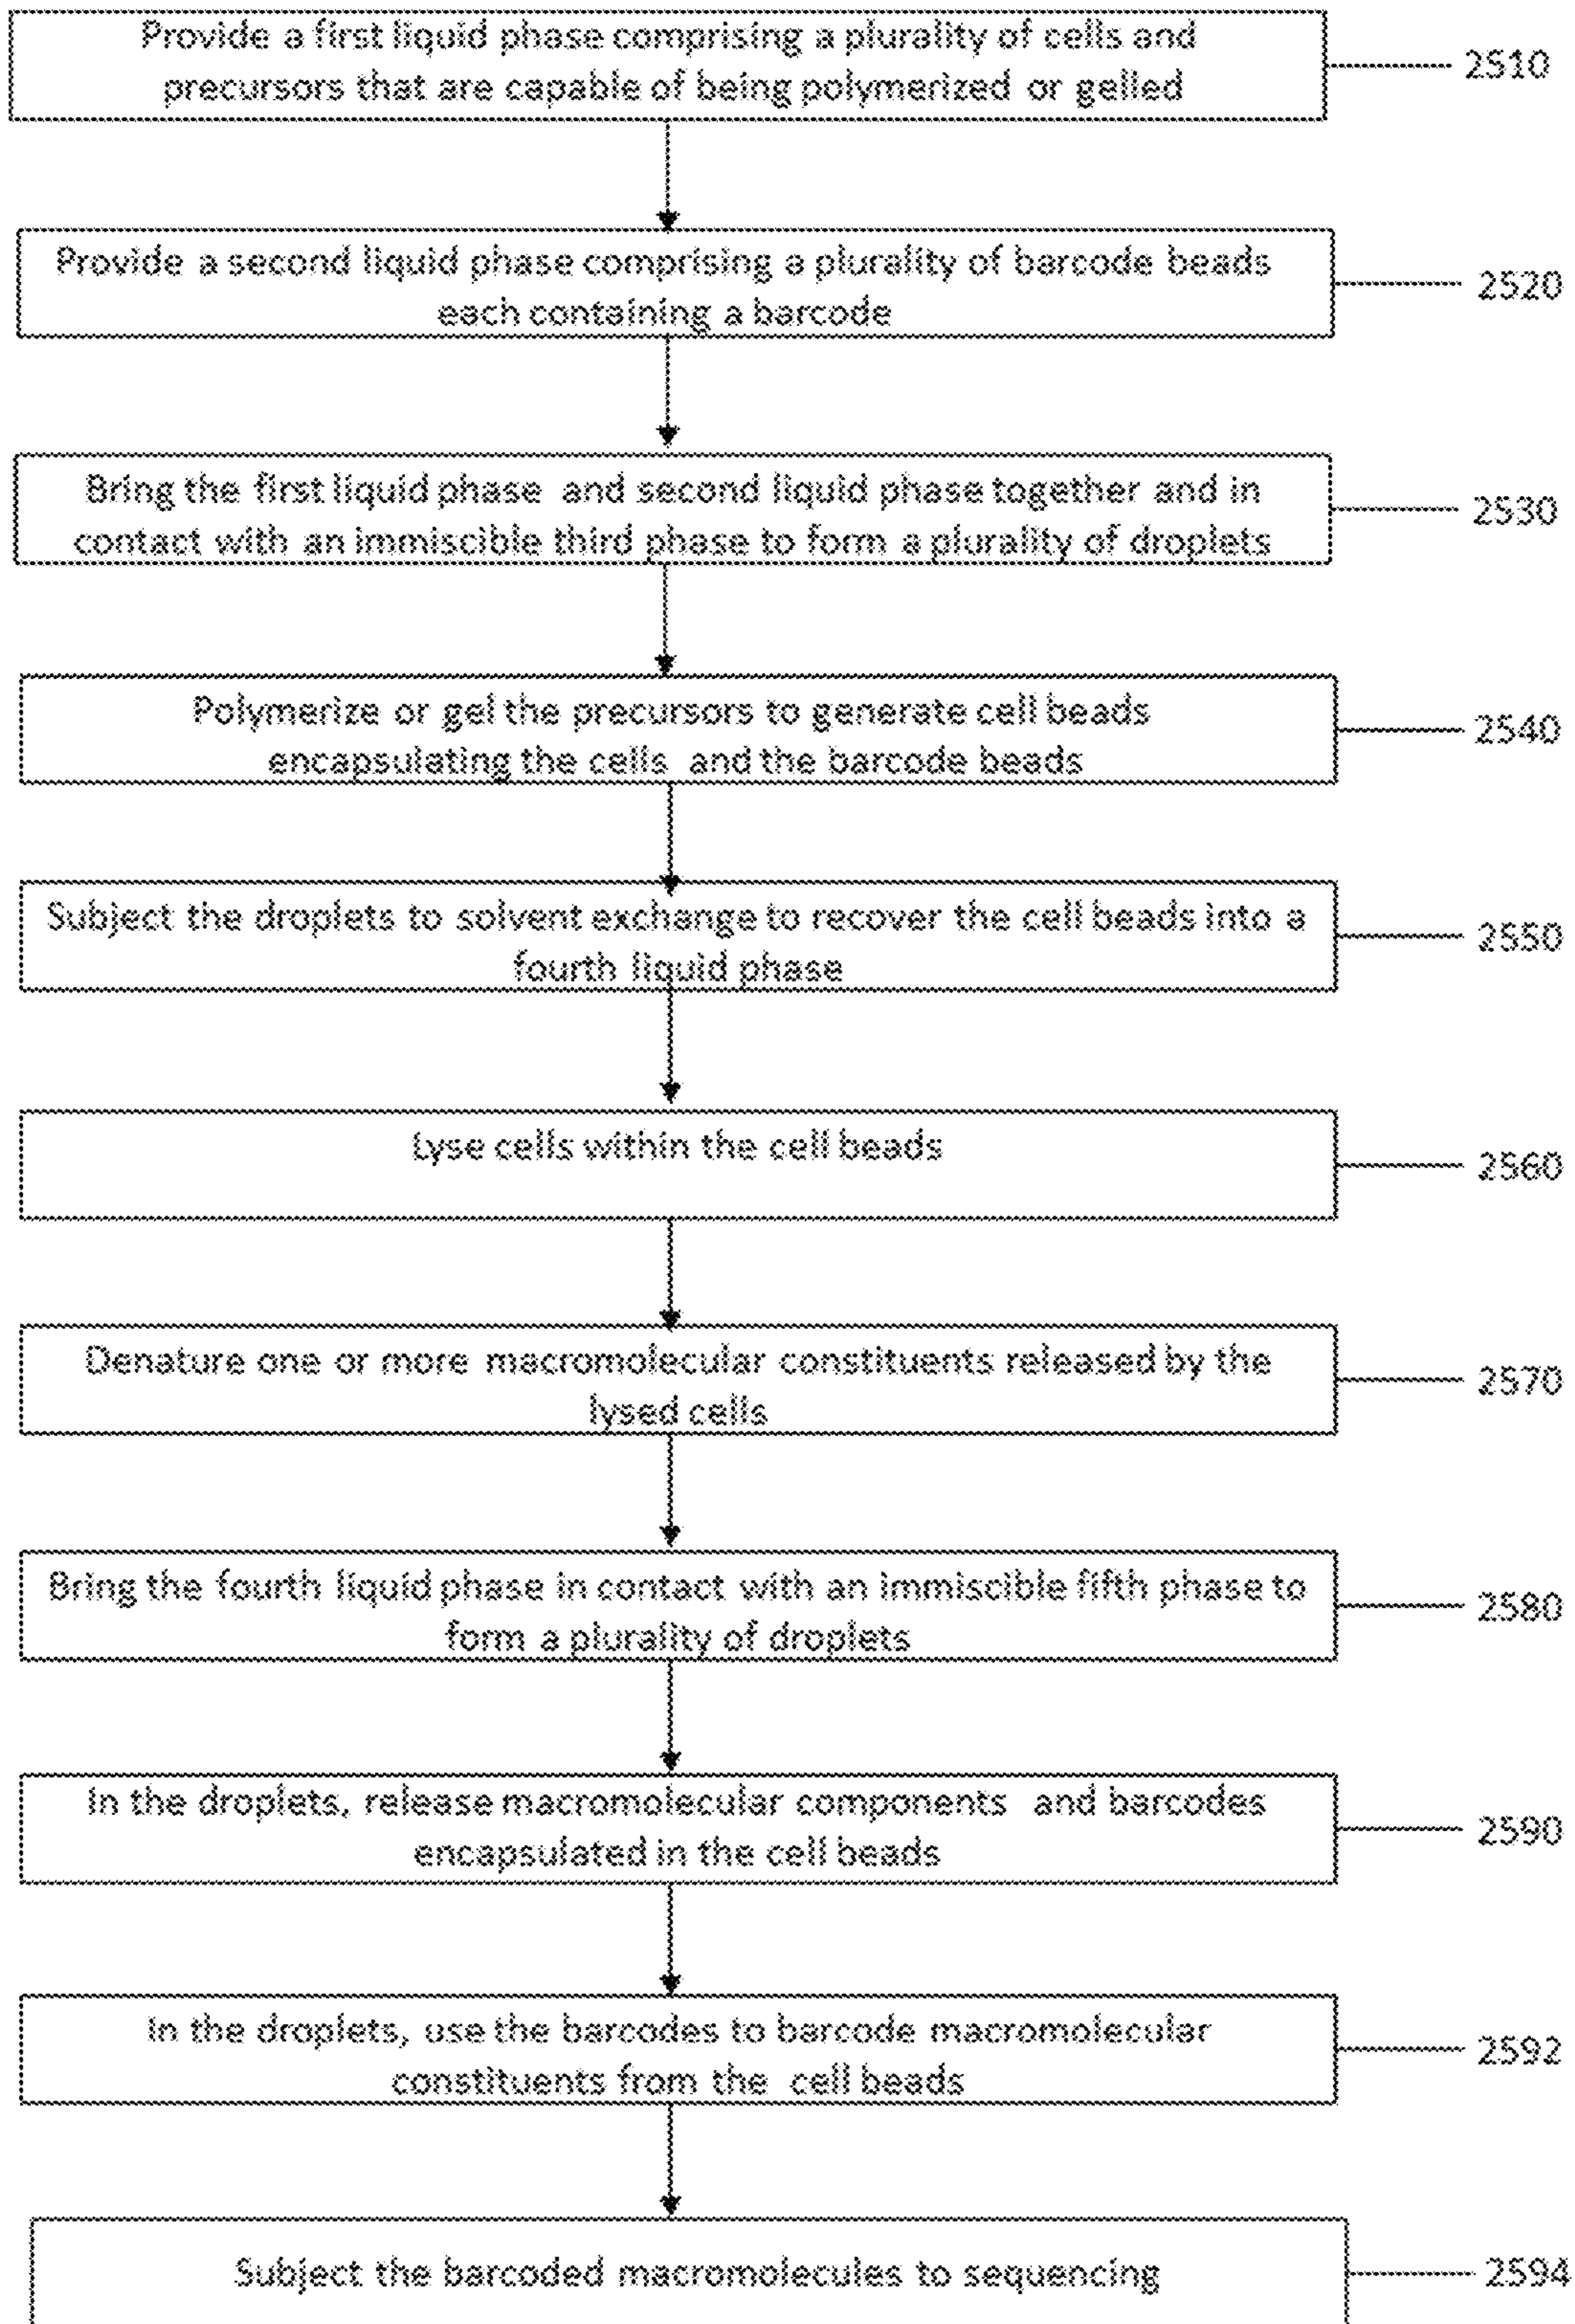 Provide a first liquid phase comprising a plurality of cells and
precursors that are capable of being polymerized or gelled
2510
Provide a second liquid phase comprising a plurality of barcode beads
each containing a barcode
2520
Bring the first liquid phase and second liquid phase together and in
contact with an immiscible third phase to form a plurality of droplets
2530
Polymerize or gel the precursors to generate cell beads
encapsulating the cells and the barcode beads
2540
Subject the droplets to solvent exchange to recover the cell beads into a
fourth liquid phase
2550
Lyse cells within the cell beads
2560
Denature one or more macromolecular constituents released by the
lysed cells
2570
Bring the fourth liquid phase in contact with an immiscible fifth phase to
form a plurality of droplets
2580
In the droplets, release macromolecular components and barcodes
encapsulated in the cell beads
2590
In the droplets, use the barcodes to barcode macromolecular
constituents from the cell beads
2592
Subject the barcoded macromolecules to sequencing
2594